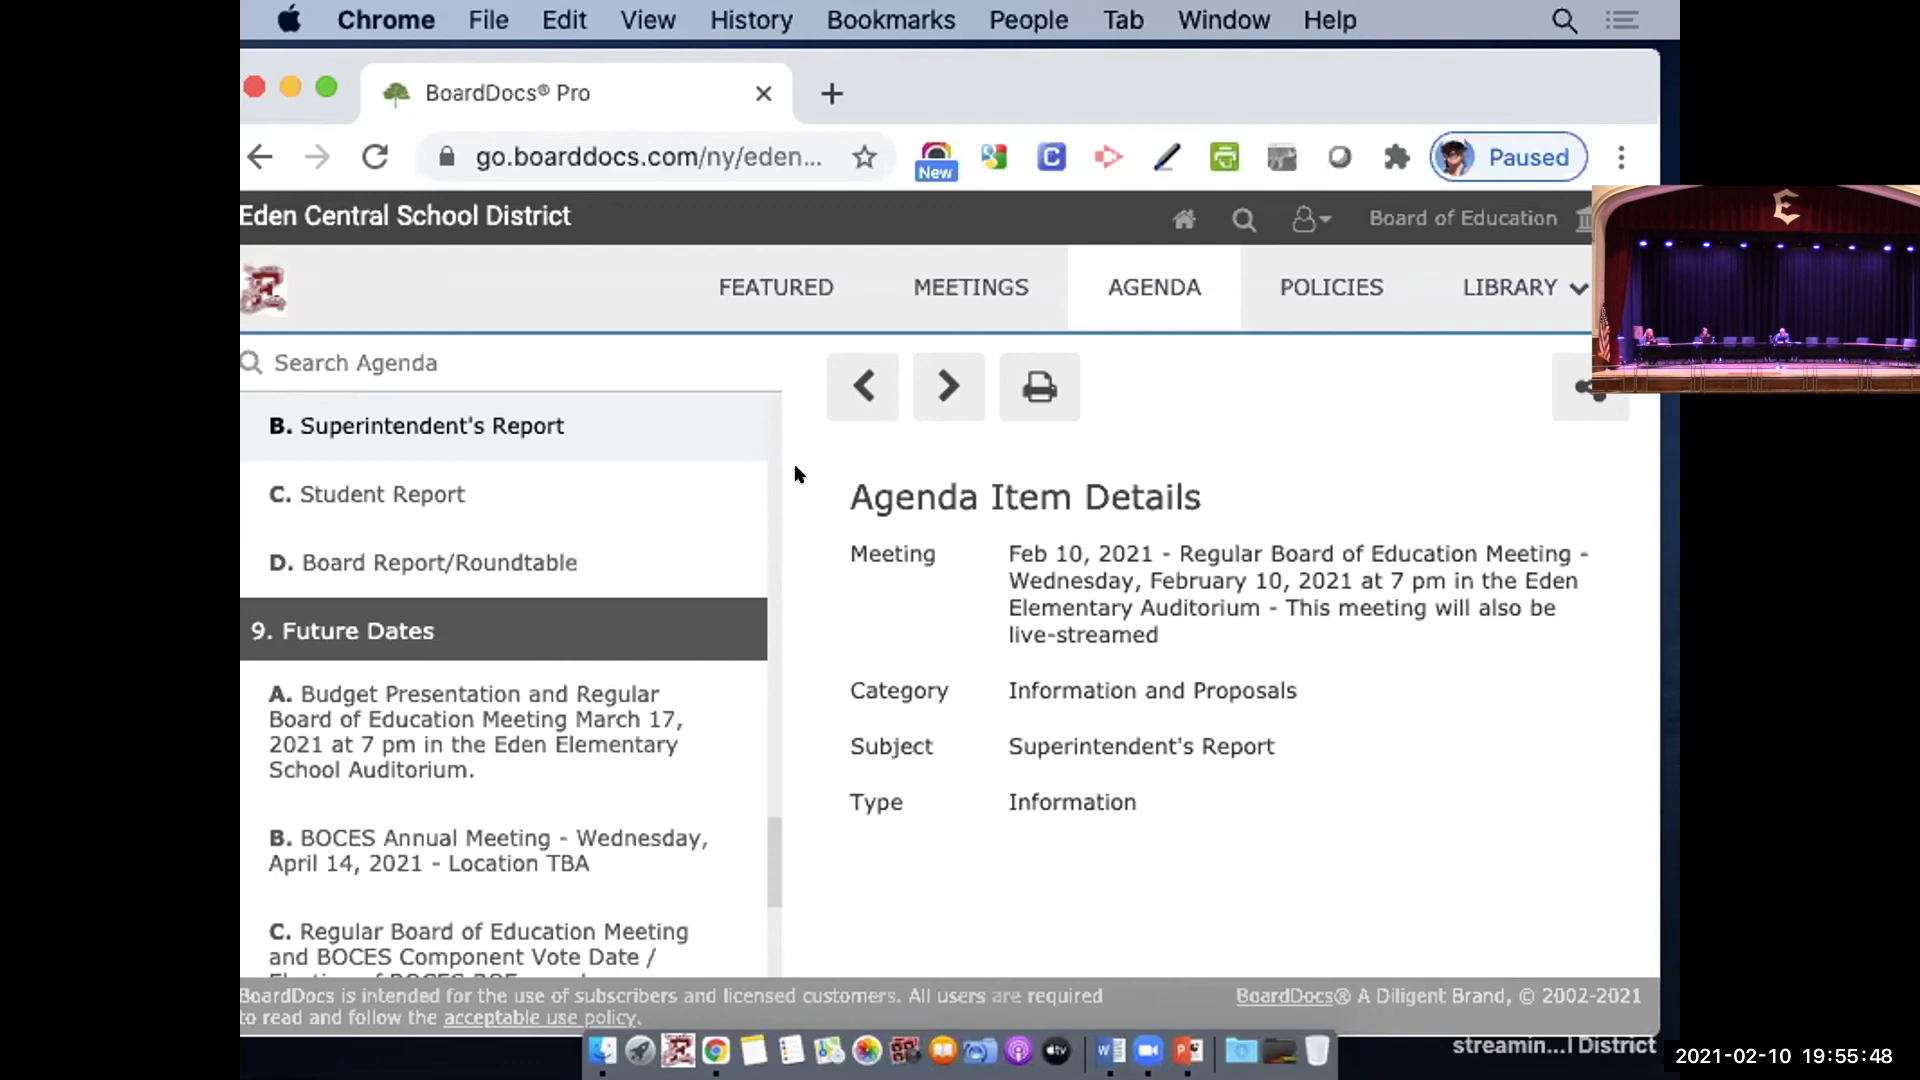 Chrome File Edit View History Bookmarks People Tab Window Help
BoardDocs® Pro
go.boarddocs.com/ny/eden...
New
Paused
Eden Central School District
Board of Education
FEATURED MEETINGS AGENDA POLICIES LIBRARY
E
Search Agenda
B. Superintendent's Report
C. Student Report
D. Board Report/Roundtable
9. Future Dates
A. Budget Presentation and Regular
Board of Education Meeting March 17,
2021 at 7 pm in the Eden Elementary
School Auditorium.
B. BOCES Annual Meeting - Wednesday,
April 14, 2021 - Location TBA
C. Regular Board of Education Meeting
and BOCES Component Vote Date /
Agenda Item Details
Meeting Feb 10, 2021 - Regular Board of Education Meeting -
Wednesday, February 10, 2021 at 7 pm in the Eden
Elementary Auditorium - This meeting will also be
live-streamed
Category Information and Proposals
Subject Superintendent's Report
Type Information
BoardDocs is intended for the use of subscribers and licensed customers. All users are required
to read and follow the acceptable use policy.
BoardDocs® A Diligent Brand, © 2002-2021
streamin...l District
2021-02-10 19:55:48